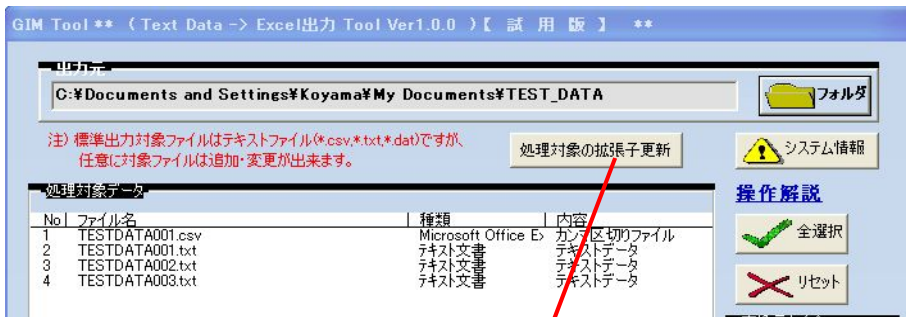 GIM Tool ** ( Text Data -> Excel出力 Tool Ver1.0.0 )【 試 用 版 】 **
出力元
C:¥Documents and Settings¥Koyama¥My Documents¥TEST_DATA
フォルダ
注) 標準出力対象ファイルはテキストファイル(*.csv,*.txt,*.dat)ですが、
任意に対象ファイルは追加・変更が出来ます。
処理対象の拡張子更新
システム情報
処理対象データ
操作解説
No ファイル名 種類 内容
1 TESTDATA001.csv Microsoft Office Ex カンマ区切りファイル
2 TESTDATA001.txt テキスト文書 テキストデータ
3 TESTDATA002.txt テキスト文書 テキストデータ
4 TESTDATA003.txt テキスト文書 テキストデータ
全選択
リセット